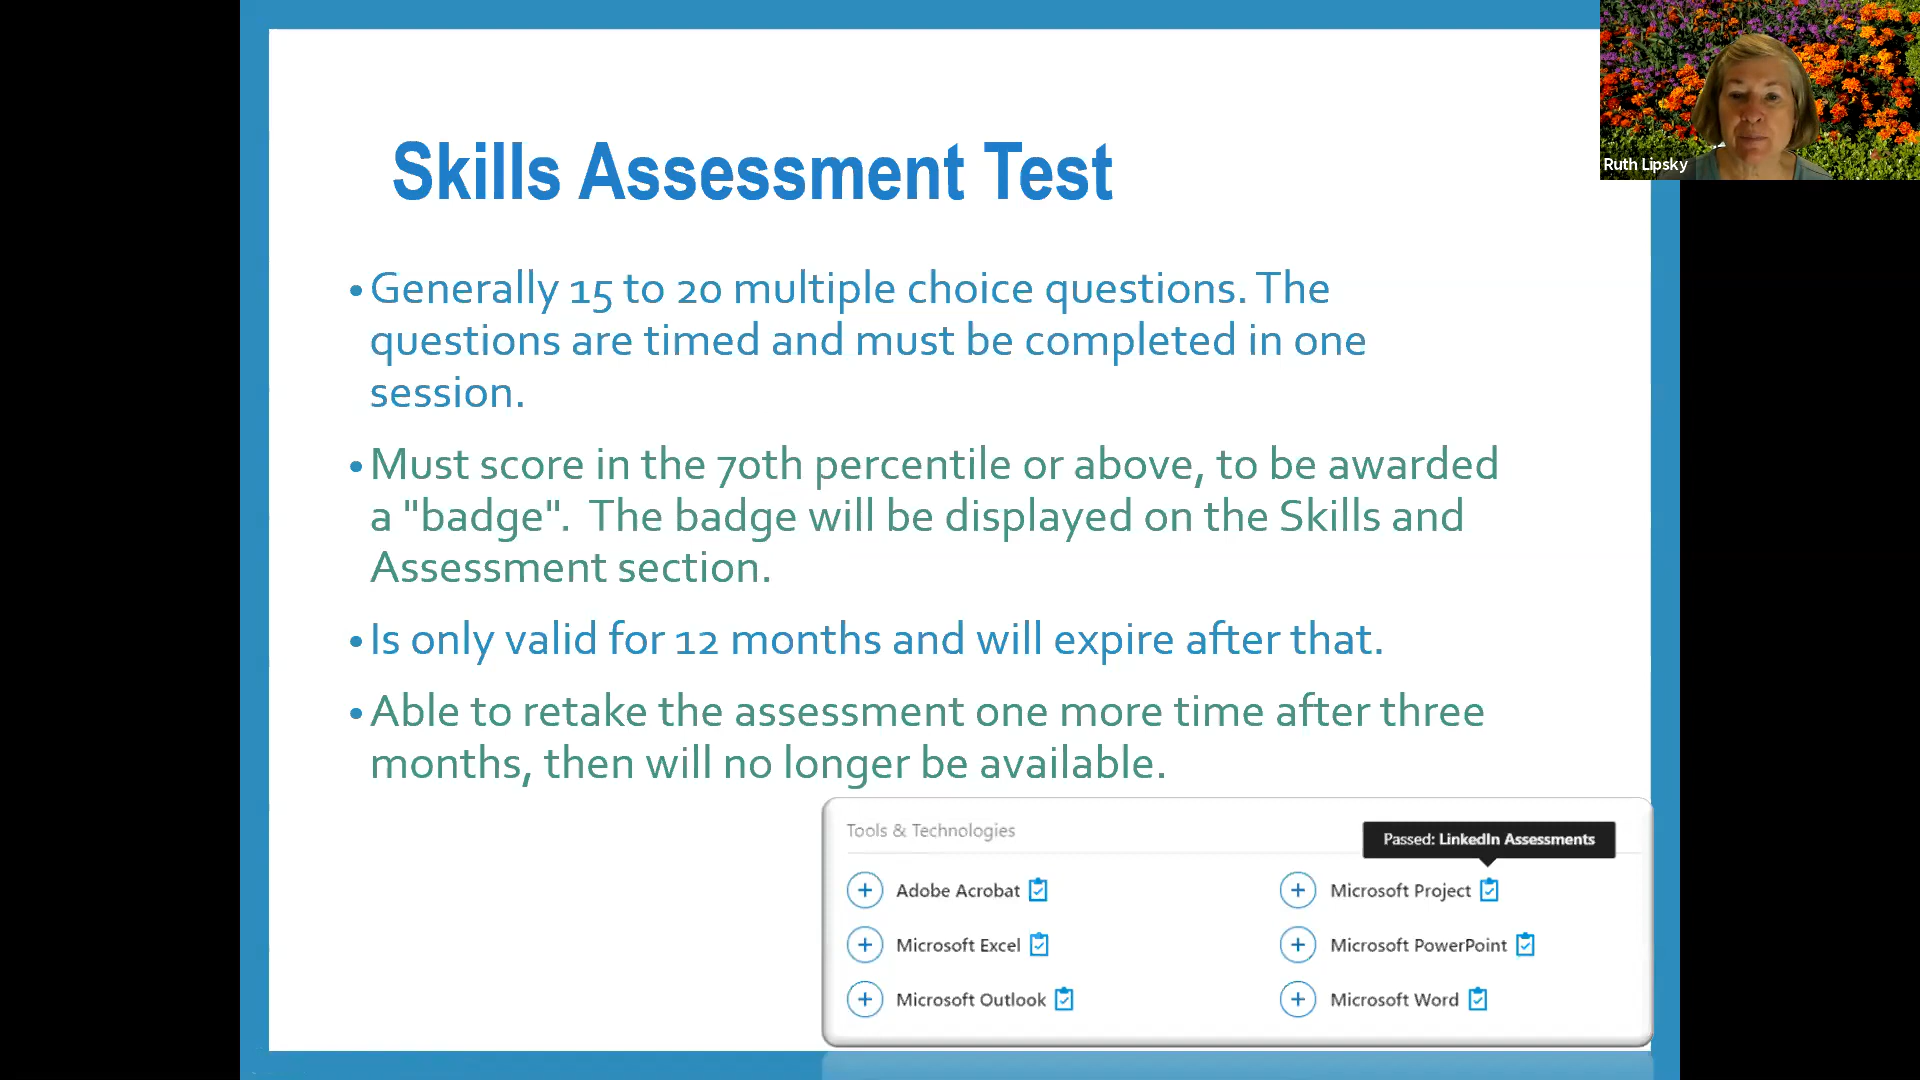 Ruth Lipsky
Skills Assessment Test
• Generally 15 to 20 multiple choice questions. The
questions are timed and must be completed in one
session.
• Must score in the 70th percentile or above, to be awarded
a "badge".  The badge will be displayed on the Skills and
Assessment section.
• Is only valid for 12 months and will expire after that.
• Able to retake the assessment one more time after three
months, then will no longer be available.
Tools & Technologies
Passed: LinkedIn Assessments
Adobe Acrobat
Microsoft Project
Microsoft Excel
Microsoft PowerPoint
Microsoft Outlook
Microsoft Word